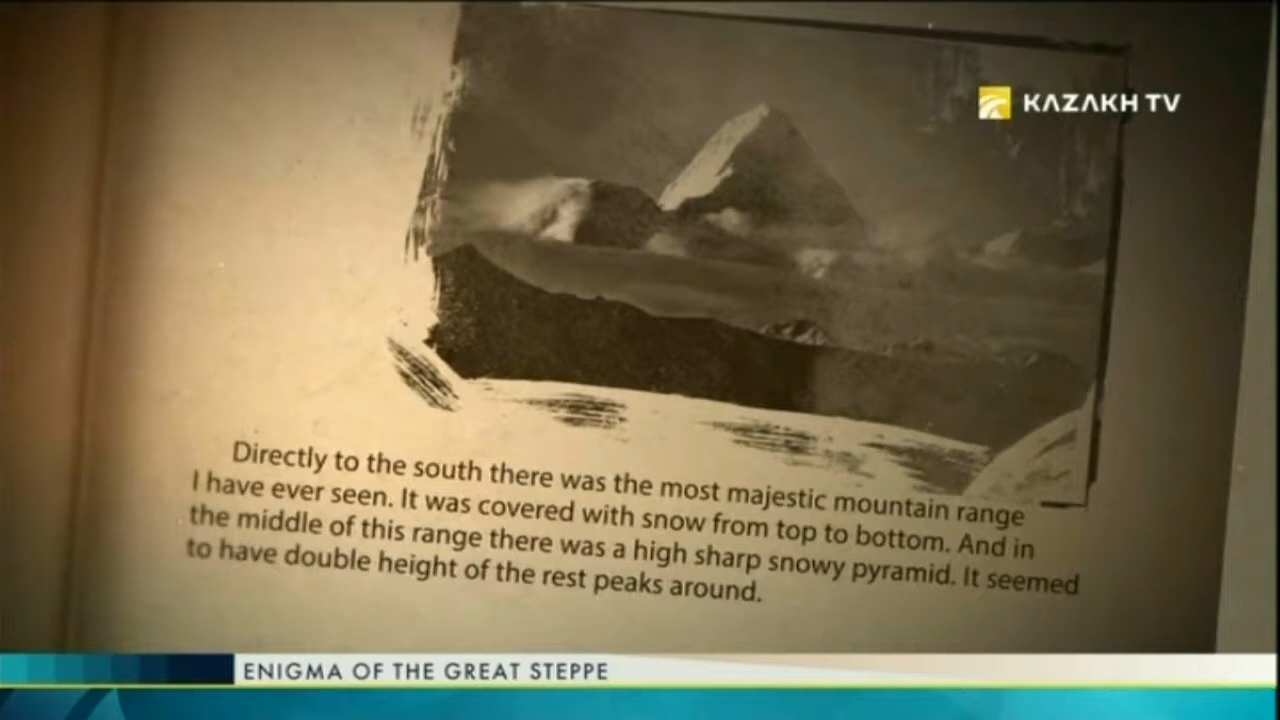 KAZAKH TV
Directly to the south there was the most majestic mountain range
I have ever seen. It was covered with snow from top to bottom. And in
the middle of this range there was a high sharp snowy pyramid. It seemed
to have double height of the rest peaks around.
ENIGMA OF THE GREAT STEPPE